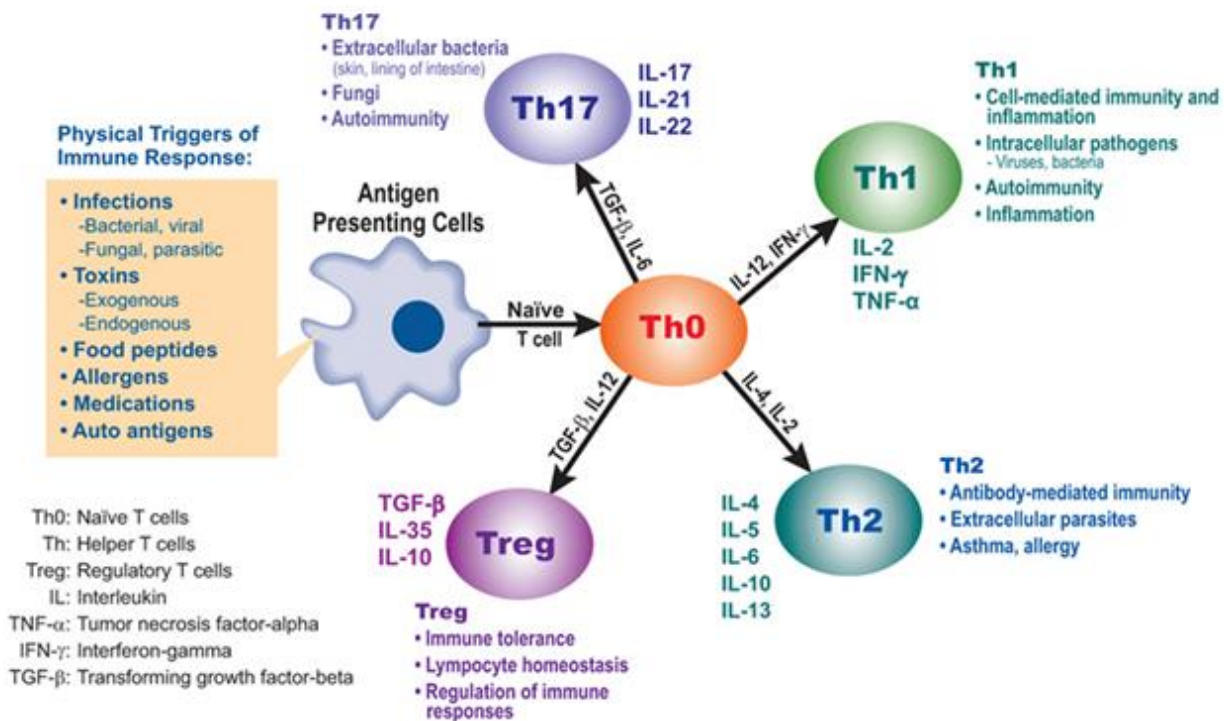 Th17
• Extracellular bacteria
(skin, lining of intestine)
• Fungi
• Autoimmunity
Th17
IL-17
IL-21
IL-22
Th1
• Cell-mediated immunity and
inflammation
• Intracellular pathogens
- Viruses, bacteria
• Autoimmunity
• Inflammation
Th1
IL-2
IFN-γ
TNF-α
Physical Triggers of
Immune Response:
• Infections
-Bacterial, viral
-Fungal, parasitic
• Toxins
-Exogenous
-Endogenous
• Food peptides
• Allergens
• Medications
• Auto antigens
Antigen
Presenting Cells
Naïve
T cell
Th0
TGF-β, IL-6
IL-12, IFN-γ
TGF-β, IL-12
IL-4, IL-2
TGF-β
IL-35
IL-10
Treg
Treg
• Immune tolerance
• Lympocyte homeostasis
• Regulation of immune
responses
IL-4
IL-5
IL-6
IL-10
IL-13
Th2
Th2
• Antibody-mediated immunity
• Extracellular parasites
• Asthma, allergy
Th0: Naïve T cells
Th: Helper T cells
Treg: Regulatory T cells
IL: Interleukin
TNF-α: Tumor necrosis factor-alpha
IFN-γ: Interferon-gamma
TGF-β: Transforming growth factor-beta